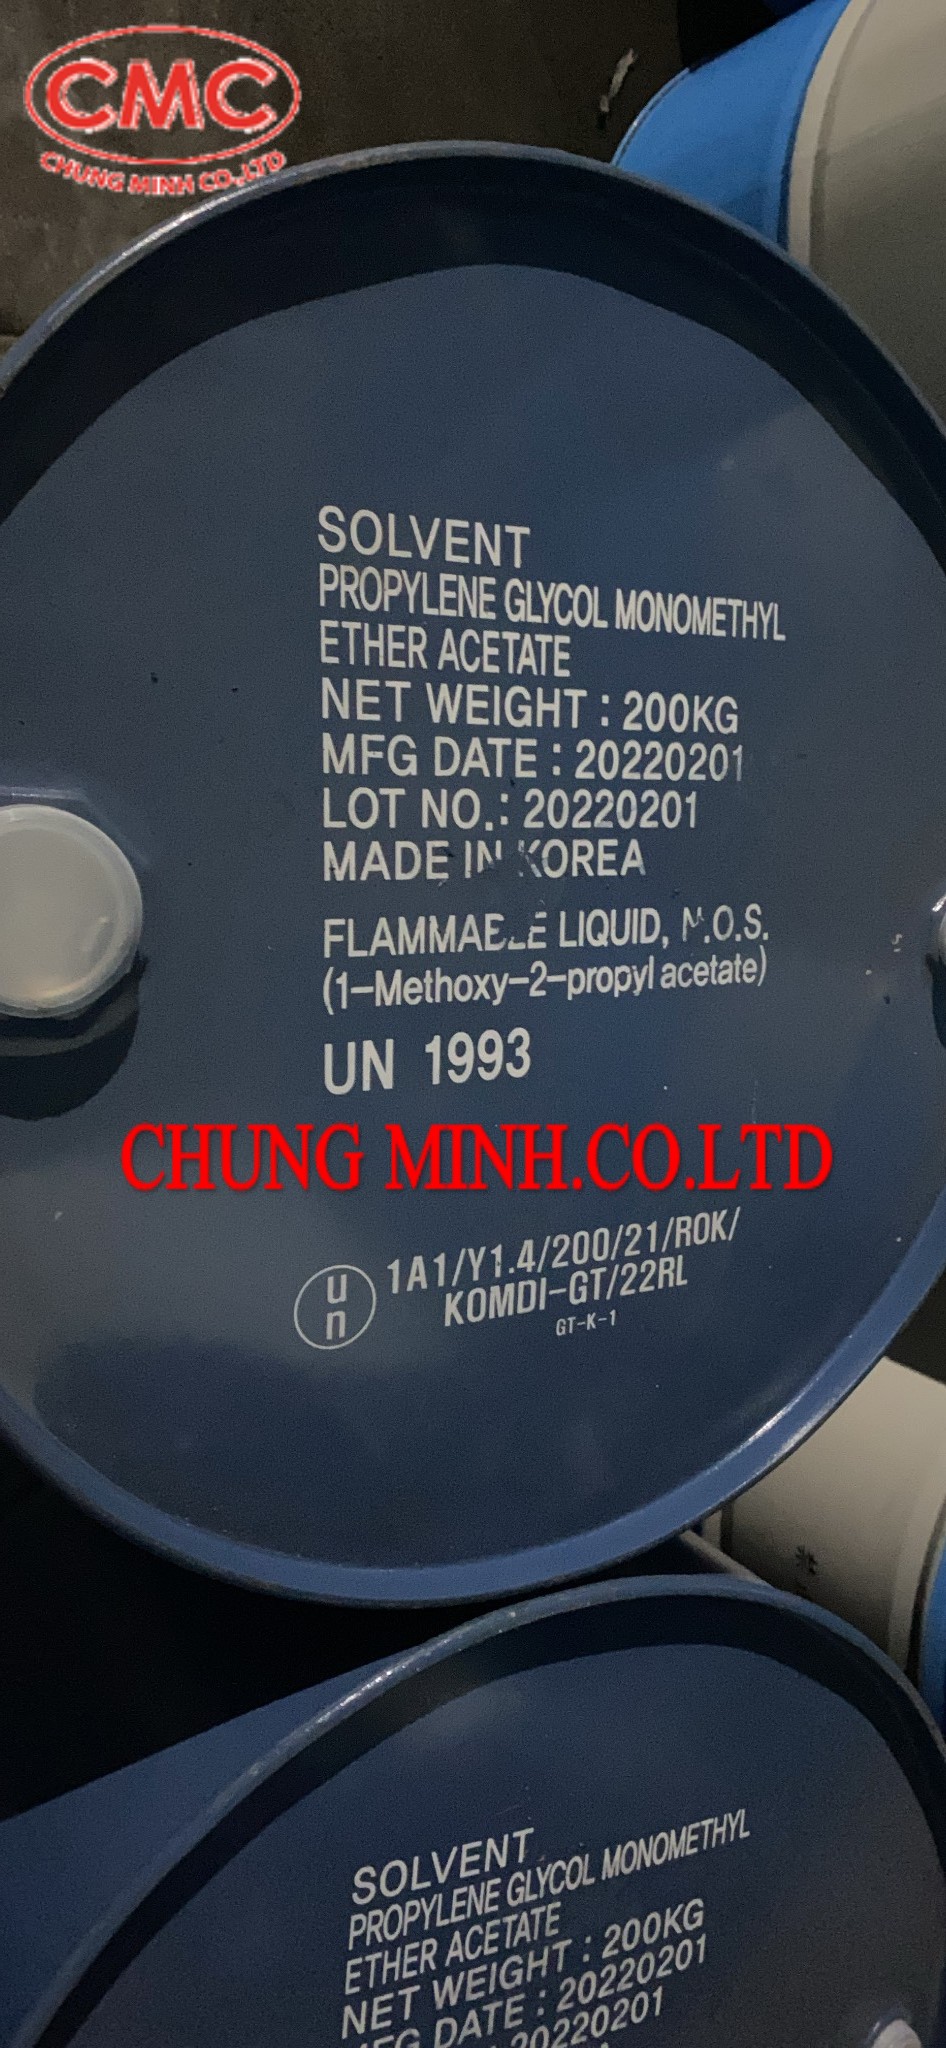 CMC
CHUNG MINH CO.,LTD
SOLVENT
PROPYLENE GLYCOL MONOMETHYL
ETHER ACETATE
NET WEIGHT : 200KG
MFG DATE : 20220201
LOT NO.: 20220201
MADE IN KOREA
FLAMMABLE LIQUID, N.O.S.
(1-Methoxy-2-propyl acetate)
UN 1993
CHUNG MINH.CO.LTD
un
1A1/Y1.4/200/21/ROK/
KOMDI-GT/22RL
GT-K-1
SOLVENT
PROPYLENE GLYCOL MONOMETHYL
ETHER ACETATE
NET WEIGHT : 200KG
MFG DATE : 20220201
20220201